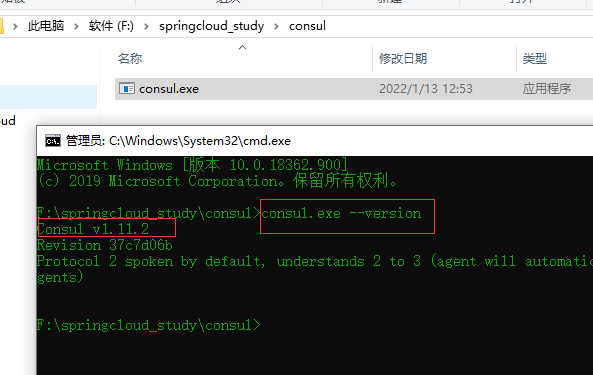 此电脑 > 软件 (F:) > springcloud_study > consul
名称 修改日期 类型
consul.exe 2022/1/13 12:53 应用程序
oud
管理员: C:\Windows\System32\cmd.exe
Microsoft Windows [版本 10.0.18362.900]
(c) 2019 Microsoft Corporation。保留所有权利。
F:\springcloud_study\consul>consul.exe --version
Consul v1.11.2
Revision 37c7d06b
Protocol 2 spoken by default, understands 2 to 3 (agent will automatic
gents)
F:\springcloud_study\consul>